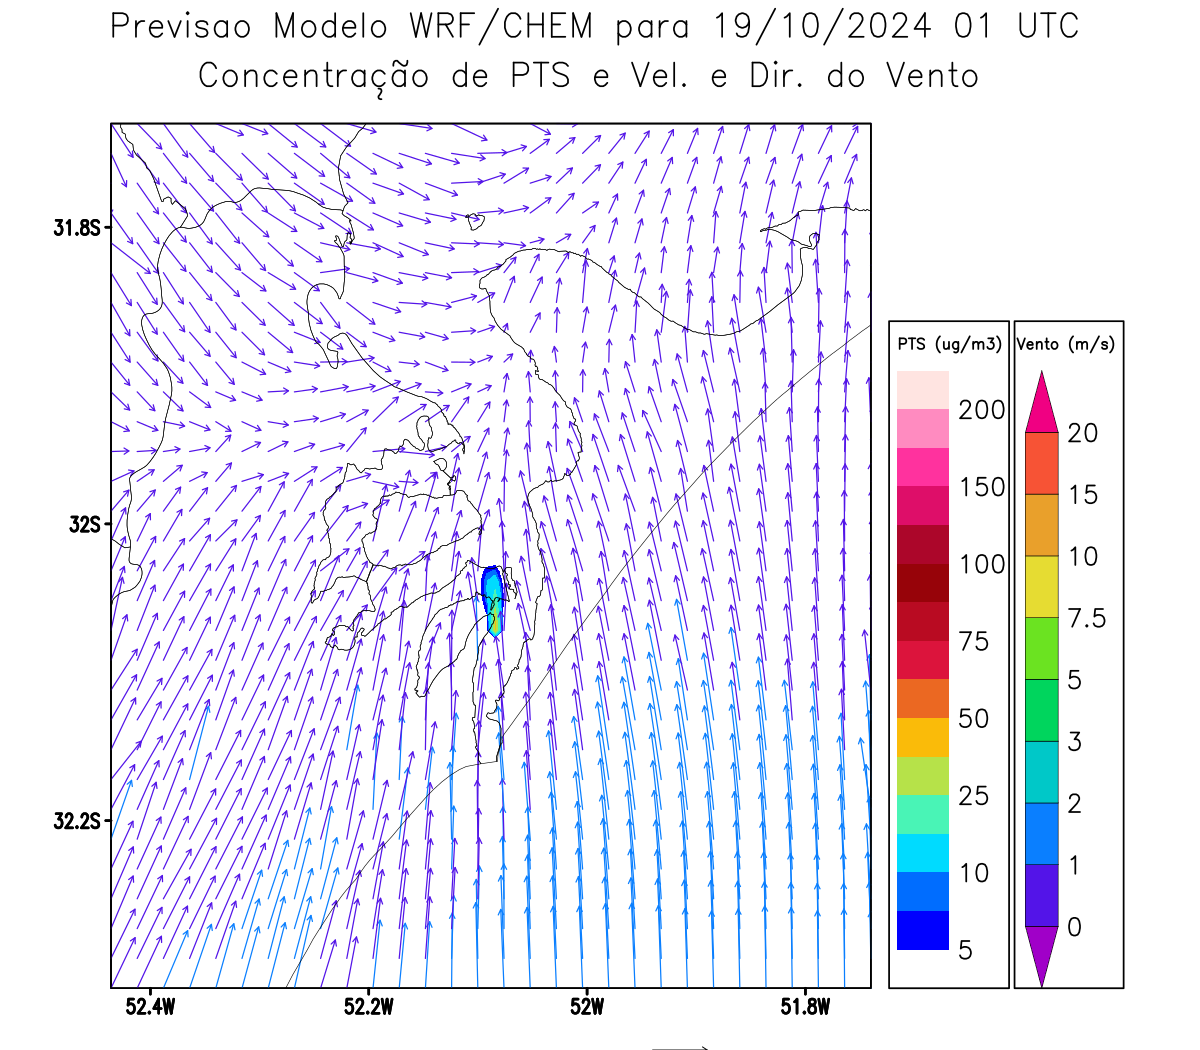 Previsao Modelo WRF/CHEM para 19/10/2024 01 UTC
Concentração de PTS e Vel. e Dir. do Vento
31.8S
32S
32.2S
52.4W 52.2W 52W 51.8W
PTS (ug/m3)
200
150
100
75
50
25
10
5
Vento (m/s)
20
15
10
7.5
5
3
2
1
0